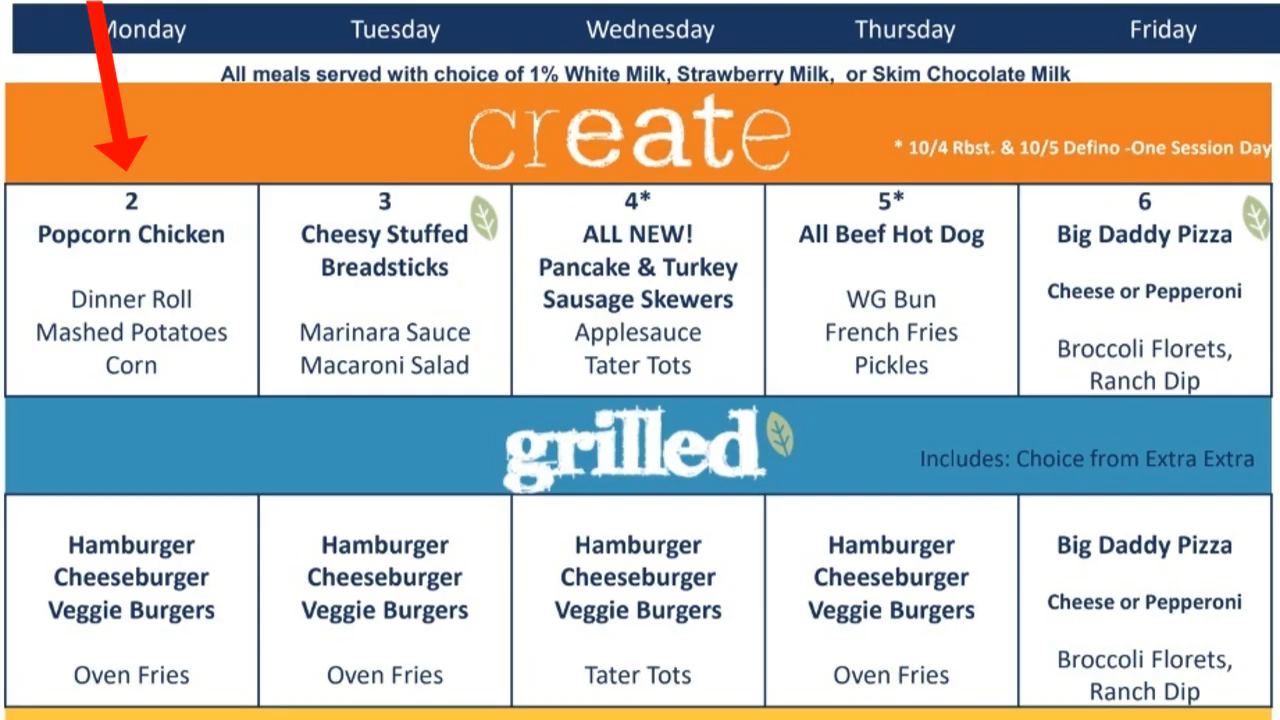 Monday Tuesday Wednesday Thursday Friday
All meals served with choice of 1% White Milk, Strawberry Milk, or Skim Chocolate Milk
create
* 10/4 Rbst. & 10/5 Defino -One Session Day
2
Popcorn Chicken
Dinner Roll
Mashed Potatoes
Corn
3
Cheesy Stuffed
Breadsticks
Marinara Sauce
Macaroni Salad
4*
ALL NEW!
Pancake & Turkey
Sausage Skewers
Applesauce
Tater Tots
5*
All Beef Hot Dog
WG Bun
French Fries
Pickles
6
Big Daddy Pizza
Cheese or Pepperoni
Broccoli Florets,
Ranch Dip
grilled
Includes: Choice from Extra Extra
Hamburger
Cheeseburger
Veggie Burgers
Oven Fries
Hamburger
Cheeseburger
Veggie Burgers
Oven Fries
Hamburger
Cheeseburger
Veggie Burgers
Tater Tots
Hamburger
Cheeseburger
Veggie Burgers
Oven Fries
Big Daddy Pizza
Cheese or Pepperoni
Broccoli Florets,
Ranch Dip